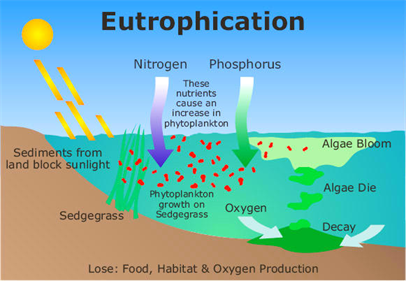 Eutrophication
Nitrogen
Phosphorus
These
nutrients
cause an
increase in
phytoplankton
Sediments from
land block sunlight
Algae Bloom
Algae Die
Phytoplankton
growth on
Sedgegrass
Sedgegrass
Oxygen
Decay
Lose: Food, Habitat & Oxygen Production